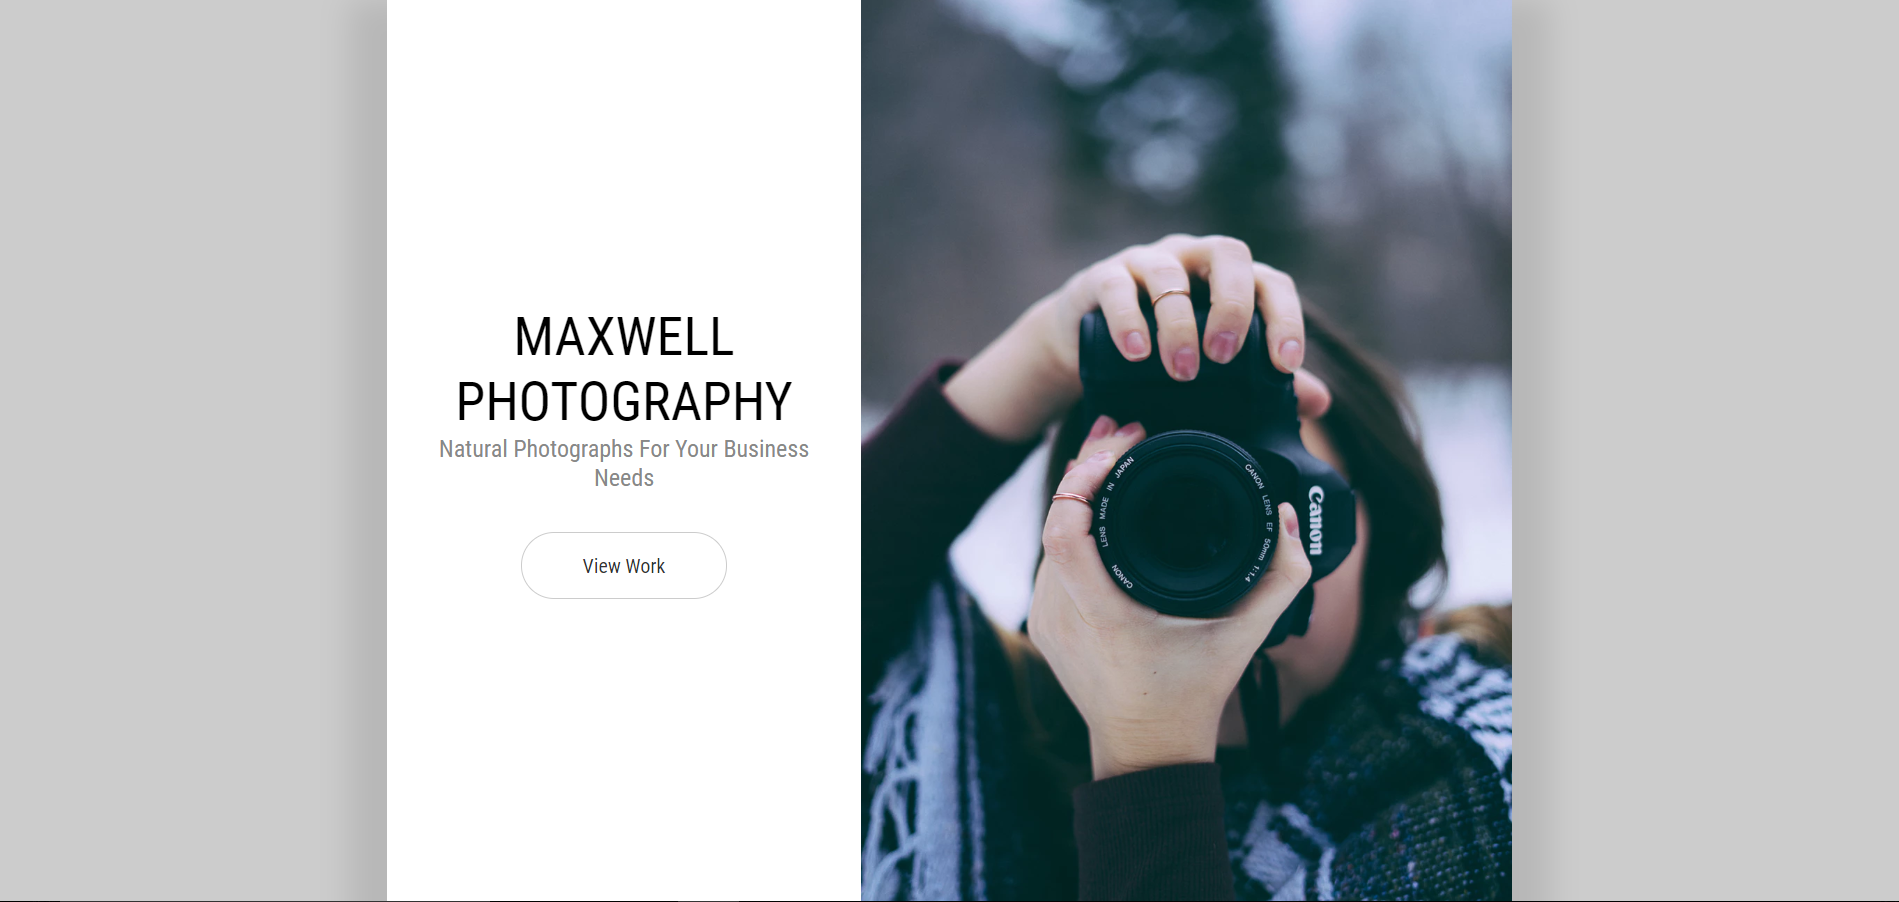 MAXWELL
PHOTOGRAPHY
Natural Photographs For Your Business
Needs
View Work
CANON LENS MADE IN JAPAN
CANON LENS EF 50mm 1:1.4
Canon